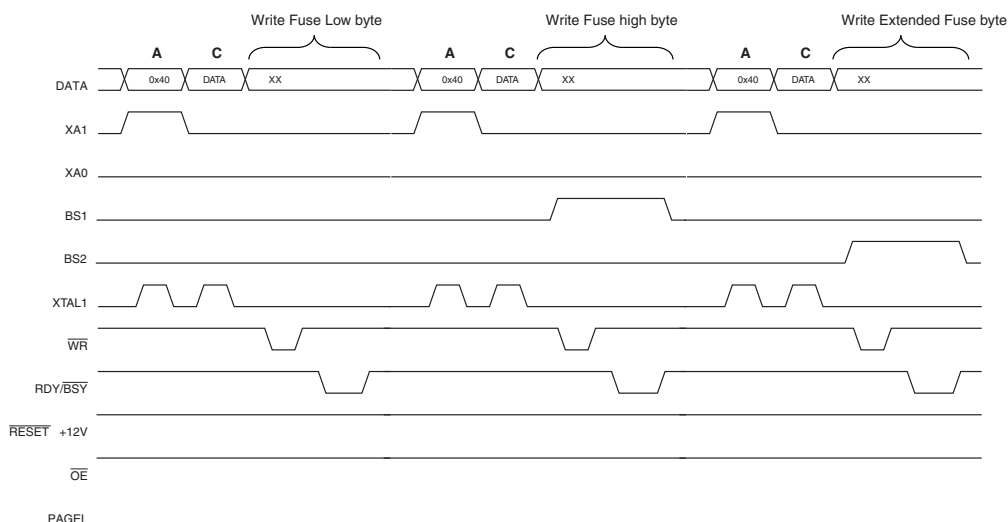 Write Fuse Low byte Write Fuse high byte Write Extended Fuse byte
A C A C A C
DATA 0x40 DATA XX 0x40 DATA XX 0x40 DATA XX
XA1
XA0
BS1
BS2
XTAL1
WR
RDY/BSY
RESET +12V
OE
PAGEL